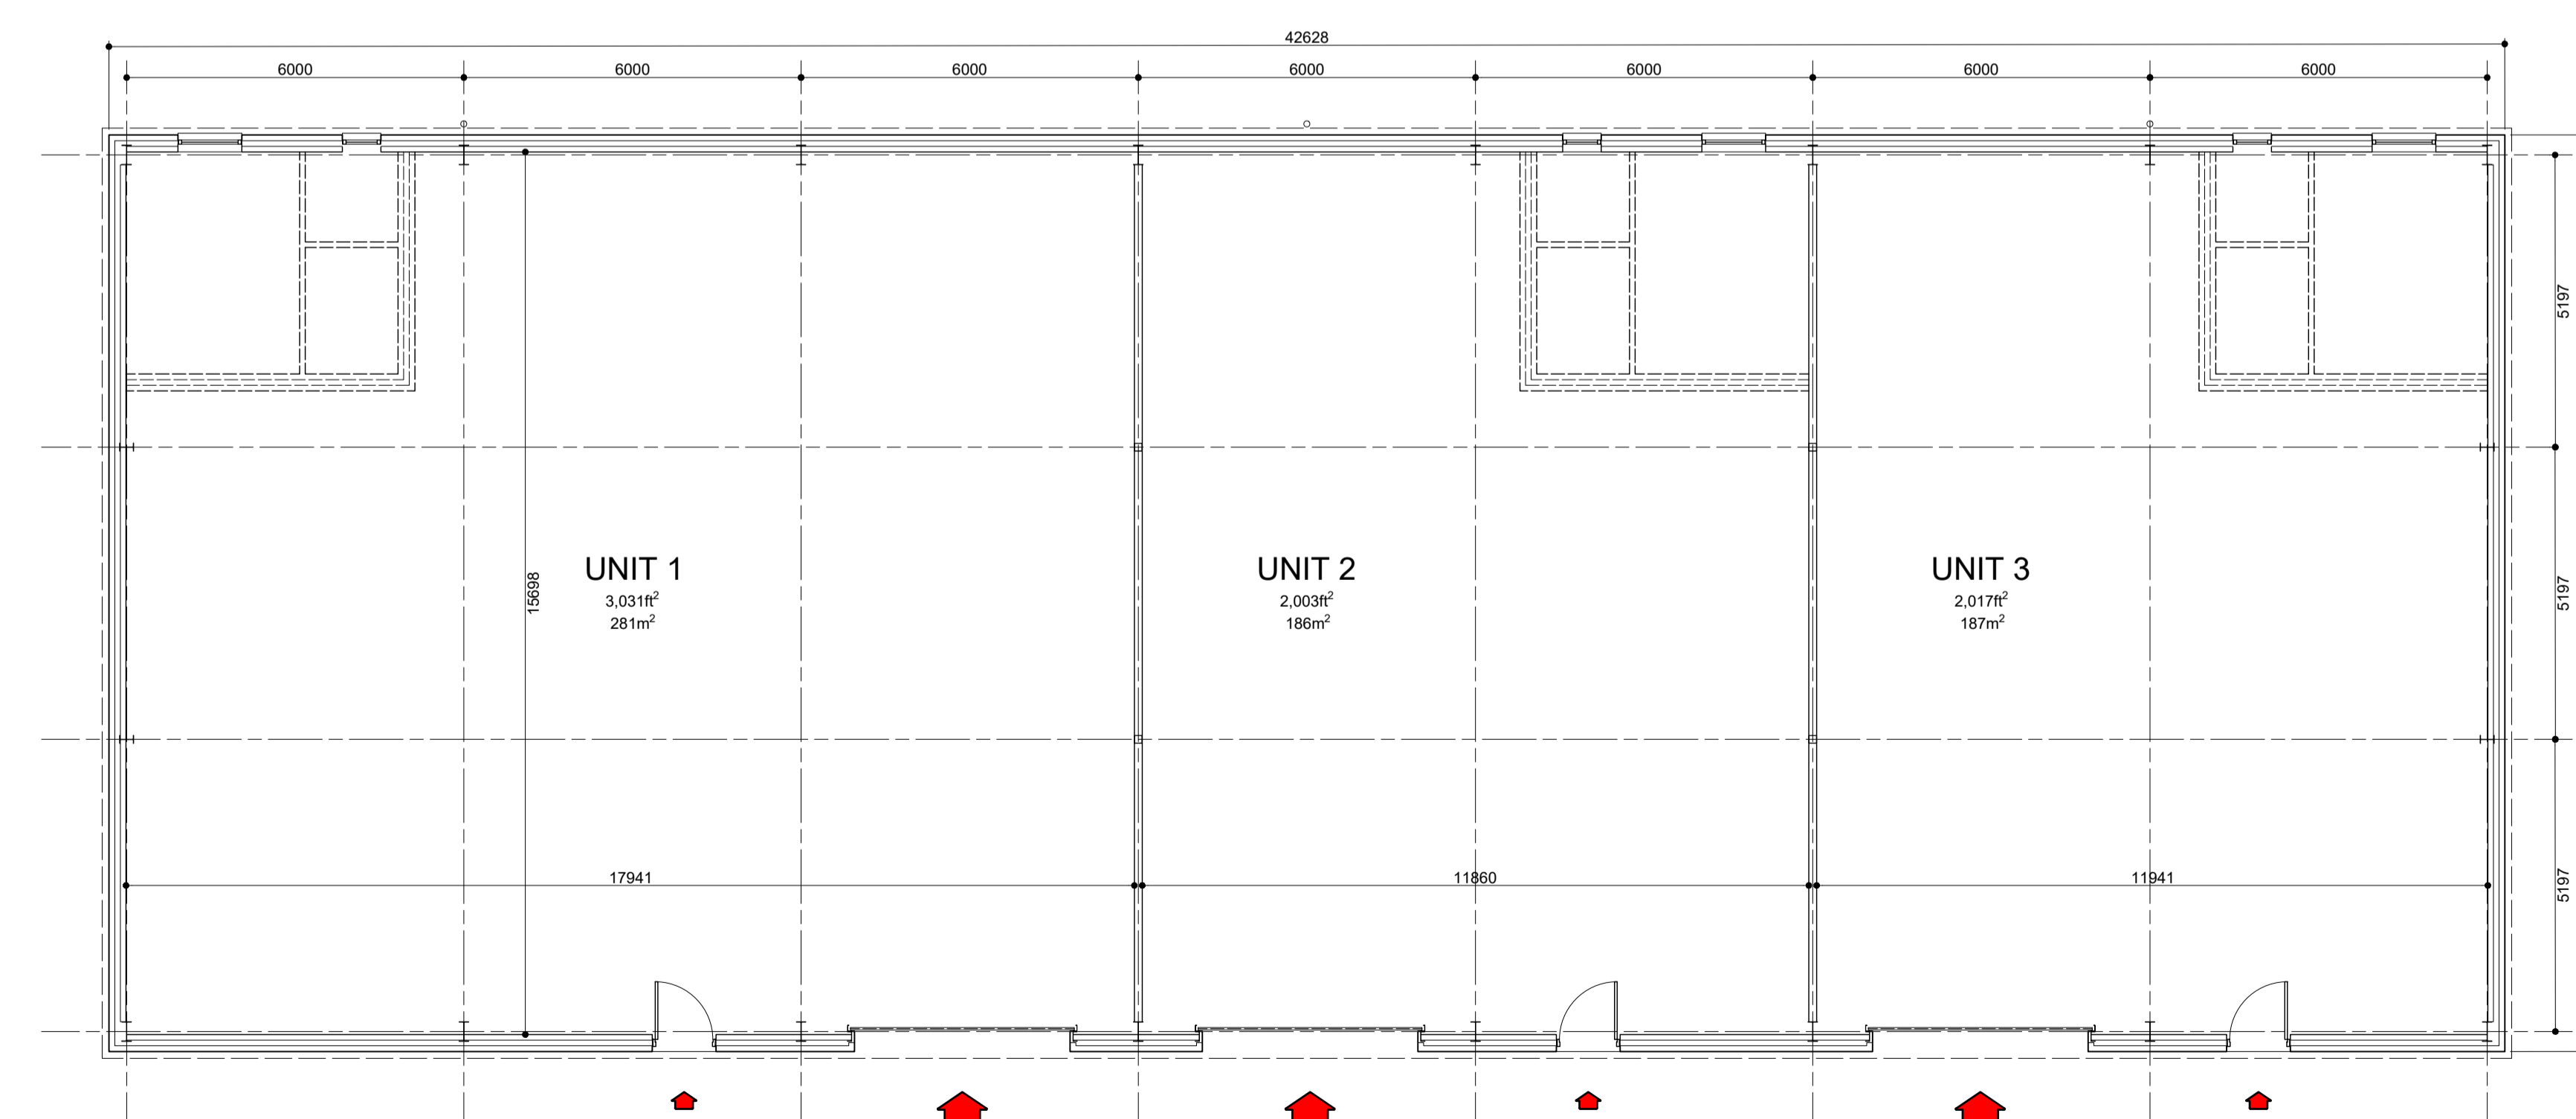 42628
6000 6000 6000 6000 6000 6000 6000
5197
UNIT 1
3,031ft²
281m²
UNIT 2
2,003ft²
186m²
UNIT 3
2,017ft²
187m²
15698
5197
17941 11860 11941
5197